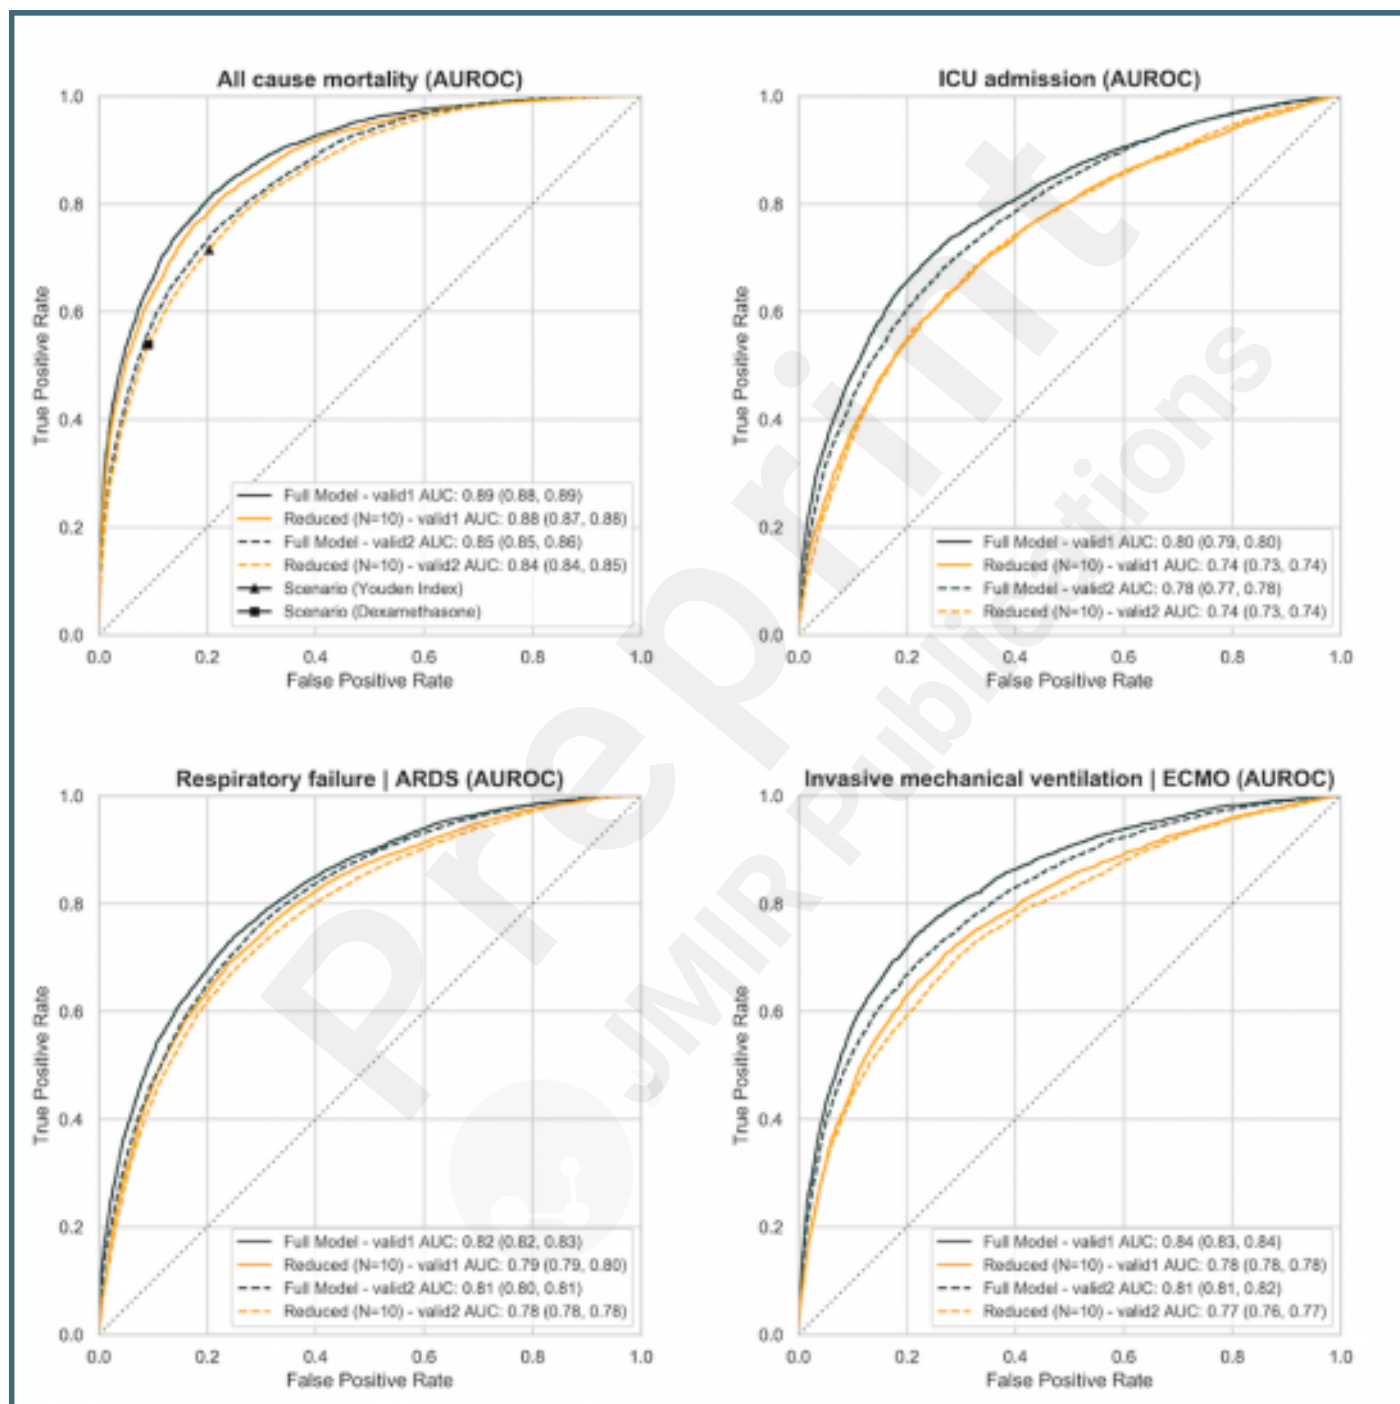 All cause mortality (AUROC)
1.0
0.8
0.6
0.4
0.2
0.0
True Positive Rate
Full Model - valid1 AUC: 0.89 (0.88, 0.89)
Reduced (N=10) - valid1 AUC: 0.88 (0.87, 0.88)
Full Model - valid2 AUC: 0.85 (0.85, 0.86)
Reduced (N=10) - valid2 AUC: 0.84 (0.84, 0.85)
Scenario (Youden Index)
Scenario (Dexamethasone)
0.0 0.2 0.4 0.6 0.8 1.0
False Positive Rate
ICU admission (AUROC)
1.0
0.8
0.6
0.4
0.2
0.0
True Positive Rate
Full Model - valid1 AUC: 0.80 (0.79, 0.80)
Reduced (N=10) - valid1 AUC: 0.74 (0.73, 0.74)
Full Model - valid2 AUC: 0.78 (0.77, 0.78)
Reduced (N=10) - valid2 AUC: 0.74 (0.73, 0.74)
0.0 0.2 0.4 0.6 0.8 1.0
False Positive Rate
Respiratory failure | ARDS (AUROC)
1.0
0.8
0.6
0.4
0.2
0.0
True Positive Rate
Full Model - valid1 AUC: 0.82 (0.82, 0.83)
Reduced (N=10) - valid1 AUC: 0.79 (0.79, 0.80)
Full Model - valid2 AUC: 0.81 (0.80, 0.81)
Reduced (N=10) - valid2 AUC: 0.78 (0.78, 0.78)
0.0 0.2 0.4 0.6 0.8 1.0
False Positive Rate
Invasive mechanical ventilation | ECMO (AUROC)
1.0
0.8
0.6
0.4
0.2
0.0
True Positive Rate
Full Model - valid1 AUC: 0.84 (0.83, 0.84)
Reduced (N=10) - valid1 AUC: 0.78 (0.78, 0.78)
Full Model - valid2 AUC: 0.81 (0.81, 0.82)
Reduced (N=10) - valid2 AUC: 0.77 (0.76, 0.77)
0.0 0.2 0.4 0.6 0.8 1.0
False Positive Rate
Preprint
JMIR Publications